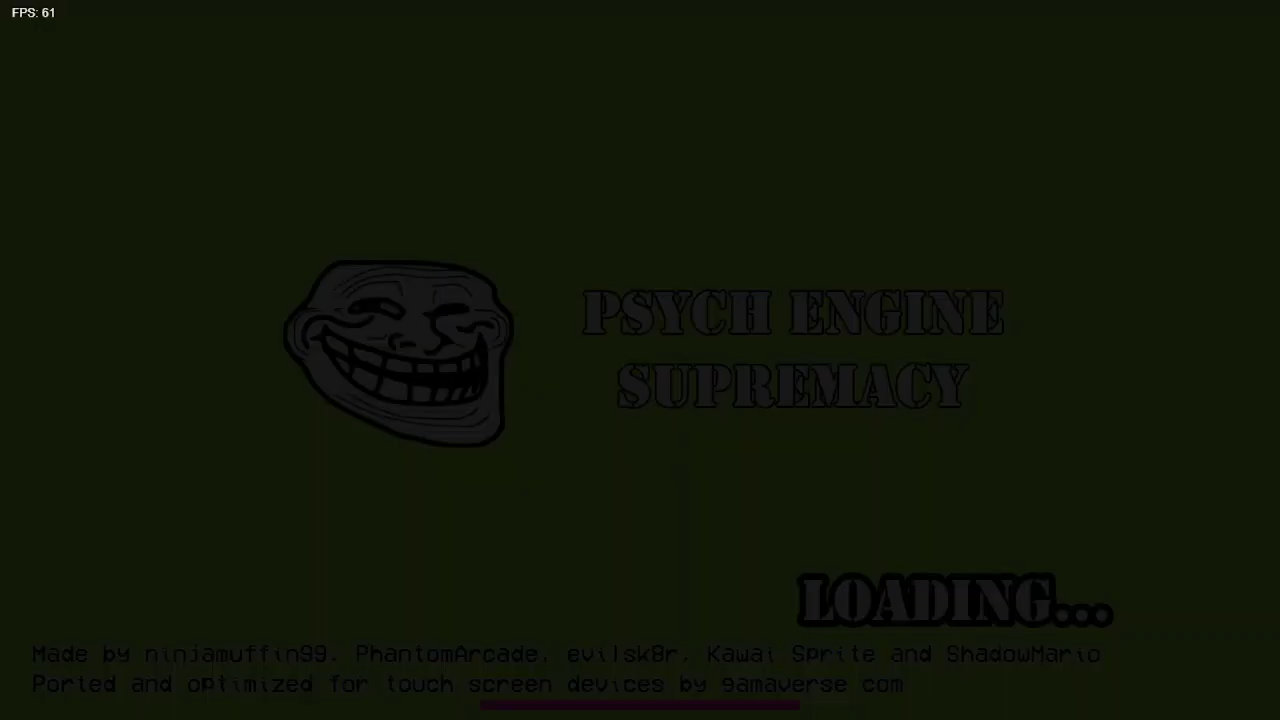 FPS: 61
PSYCH ENGINE
SUPREMACY
LOADING...
Made by ninjamuffin99, PhantomArcade, evilsk8r, Kawai Sprite and ShadowMario
Ported and optimized for touch screen devices by gamaverse.com